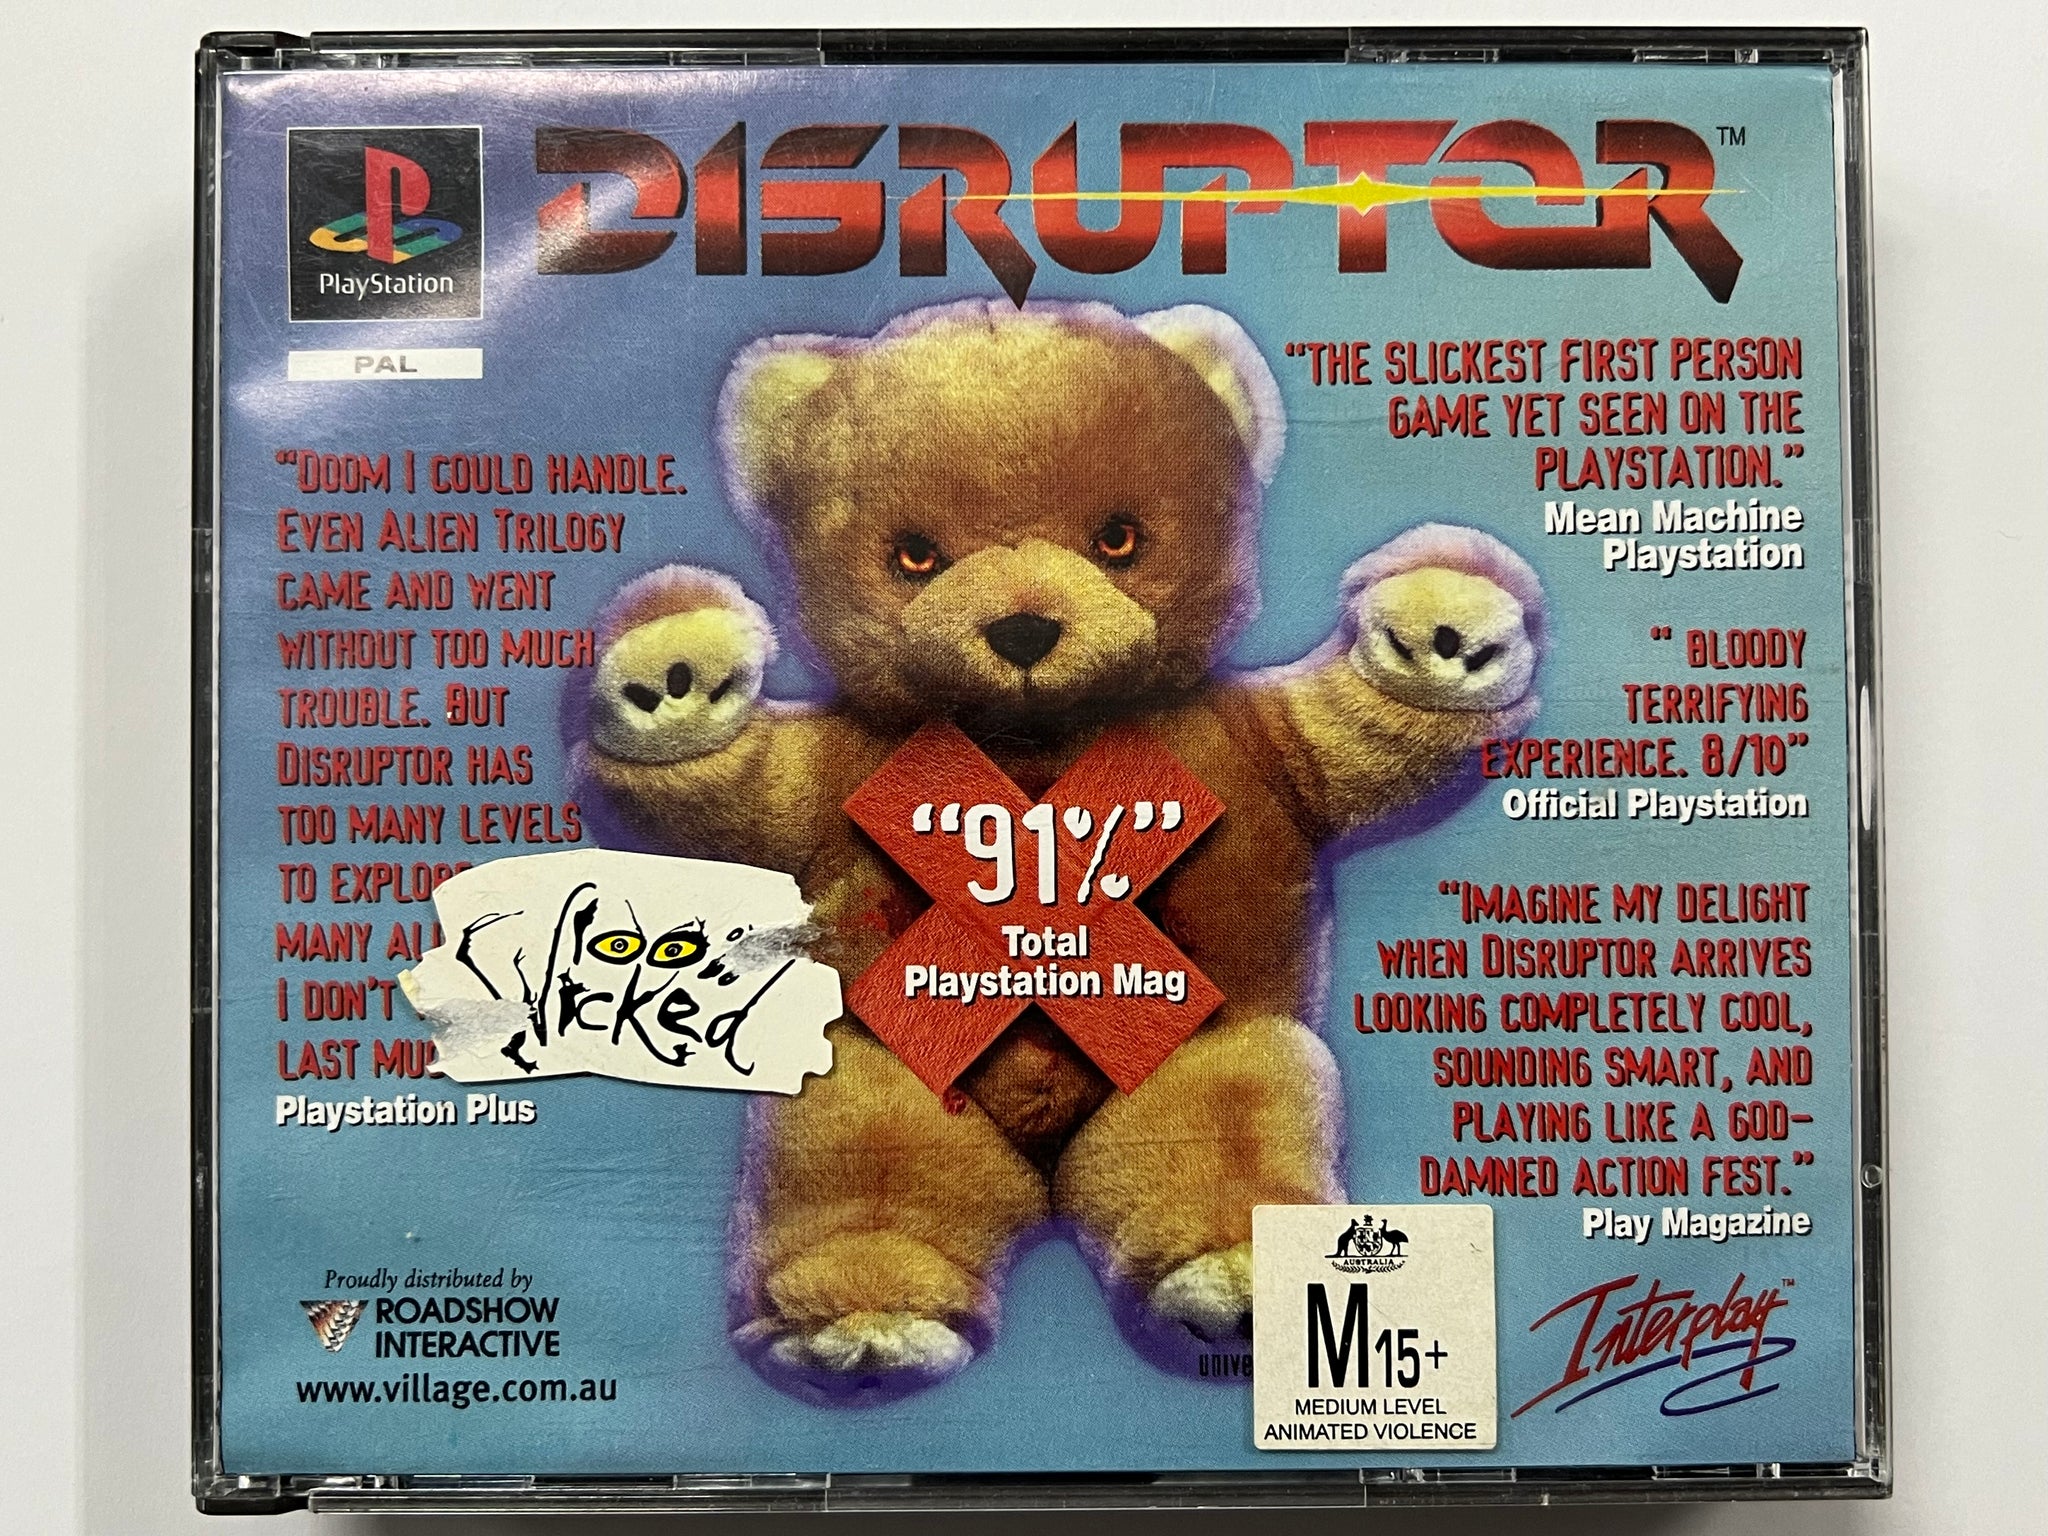 DISRUPTOR™
PlayStation
PAL
"DOOM I COULD HANDLE.
EVEN ALIEN TRILOGY
CAME AND WENT
WITHOUT TOO MUCH
TROUBLE. BUT
DISRUPTOR HAS
TOO MANY LEVELS
TO EXPLOR
MANY AL
I DON'T
LAST MUC
Playstation Plus
Wicked
"91%"
Total
Playstation Mag
"THE SLICKEST FIRST PERSON
GAME YET SEEN ON THE
PLAYSTATION."
Mean Machine
Playstation
" BLOODY
TERRIFYING
EXPERIENCE. 8/10"
Official Playstation
"IMAGINE MY DELIGHT
WHEN DISRUPTOR ARRIVES
LOOKING COMPLETELY COOL,
SOUNDING SMART, AND
PLAYING LIKE A GOD-
DAMNED ACTION FEST."
Play Magazine
Proudly distributed by
ROADSHOW
INTERACTIVE
www.village.com.au
UNIVE
AUSTRALIA
M15+
MEDIUM LEVEL
ANIMATED VIOLENCE
Interplay™